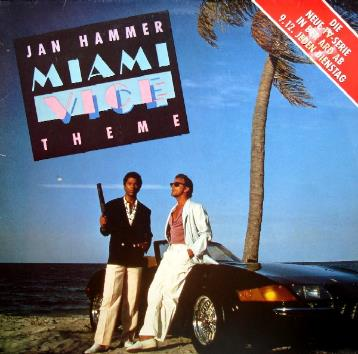 JAN HAMMER
MIAMI
VICE
THEME
DIE
NEUE TV-SERIE
IN DER ARD AB
9.12. JEDEN DIENSTAG